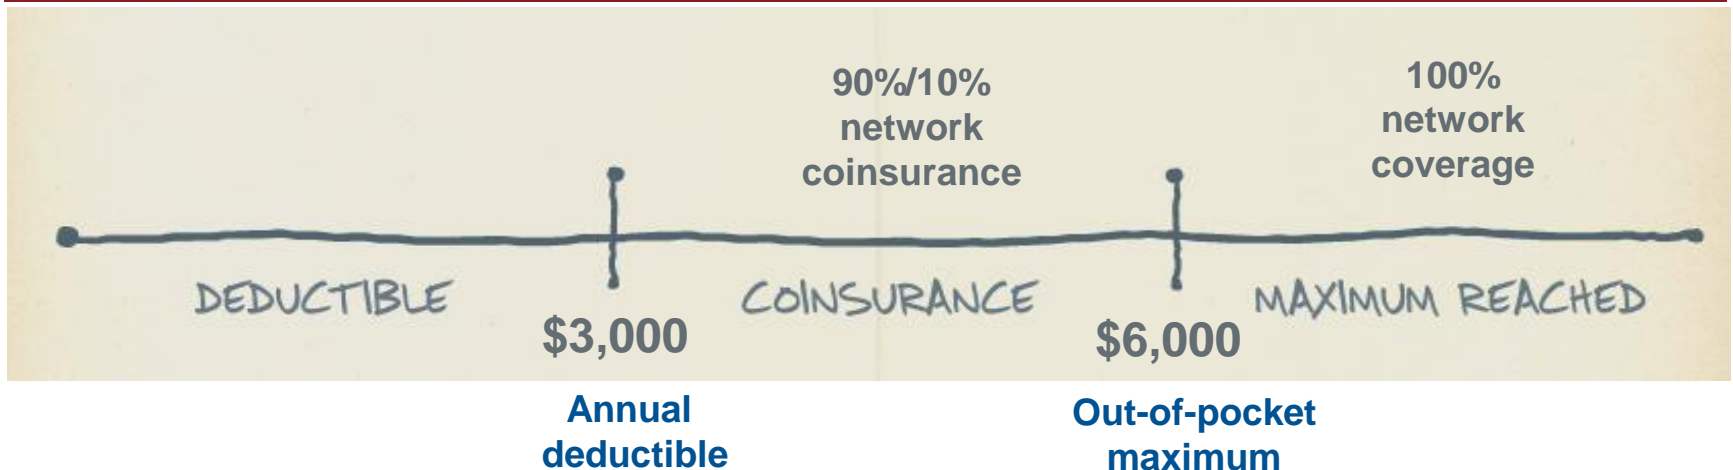 90%/10%
network
coinsurance
100%
network
coverage
DEDUCTIBLE
COINSURANCE
MAXIMUM REACHED
$3,000
$6,000
Annual
deductible
Out-of-pocket
maximum